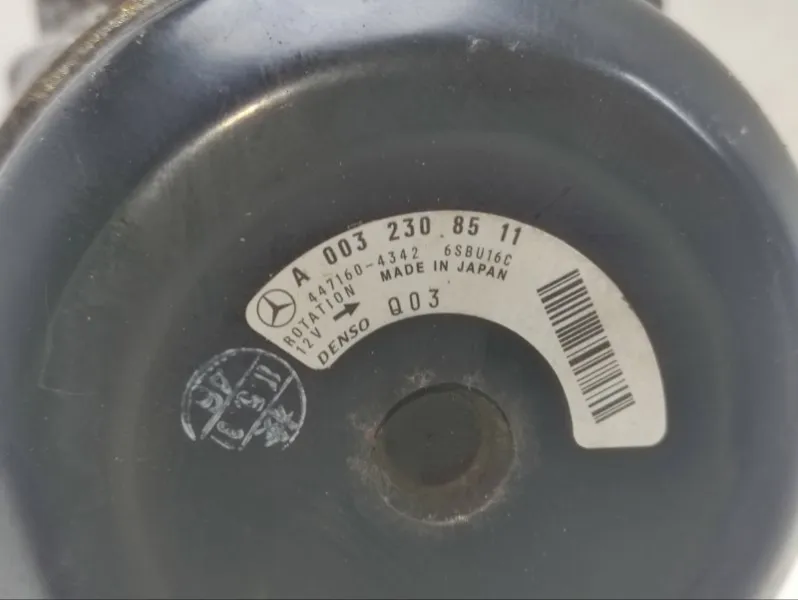 A 003 230 85 11
447160-4342 6SBU16C
ROTATION MADE IN JAPAN
12V Q03
DENSO